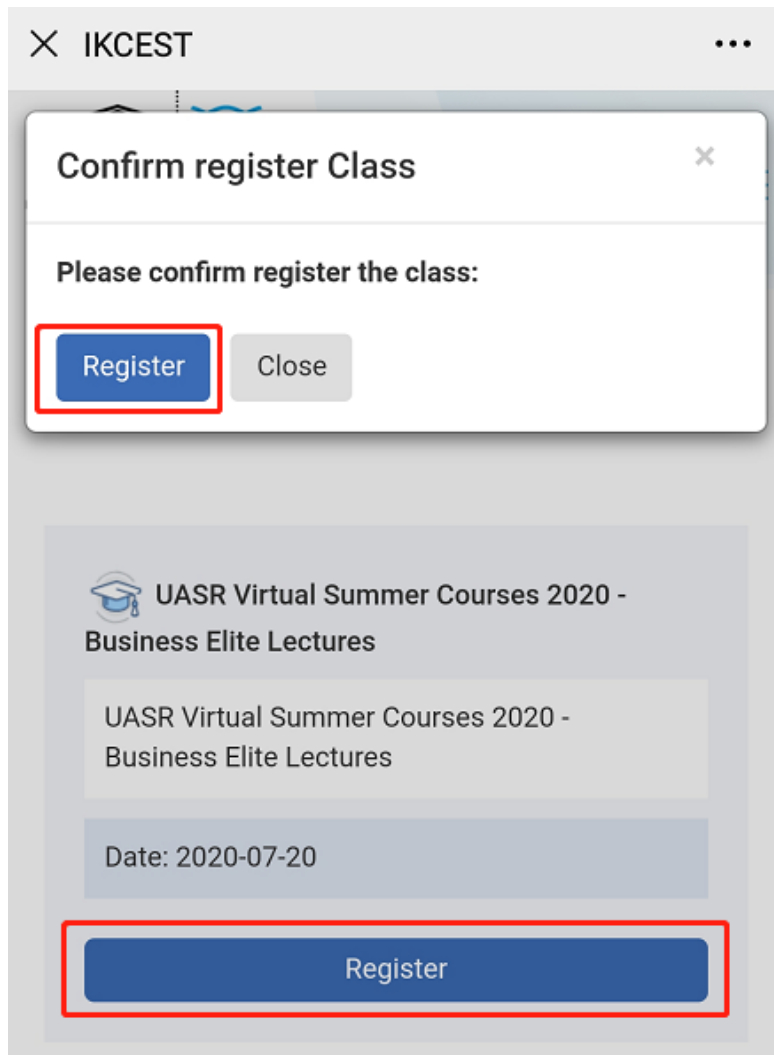 IKCEST
Confirm register Class
Please confirm register the class:
Register
Close
UASR Virtual Summer Courses 2020 -
Business Elite Lectures
UASR Virtual Summer Courses 2020 -
Business Elite Lectures
Date: 2020-07-20
Register